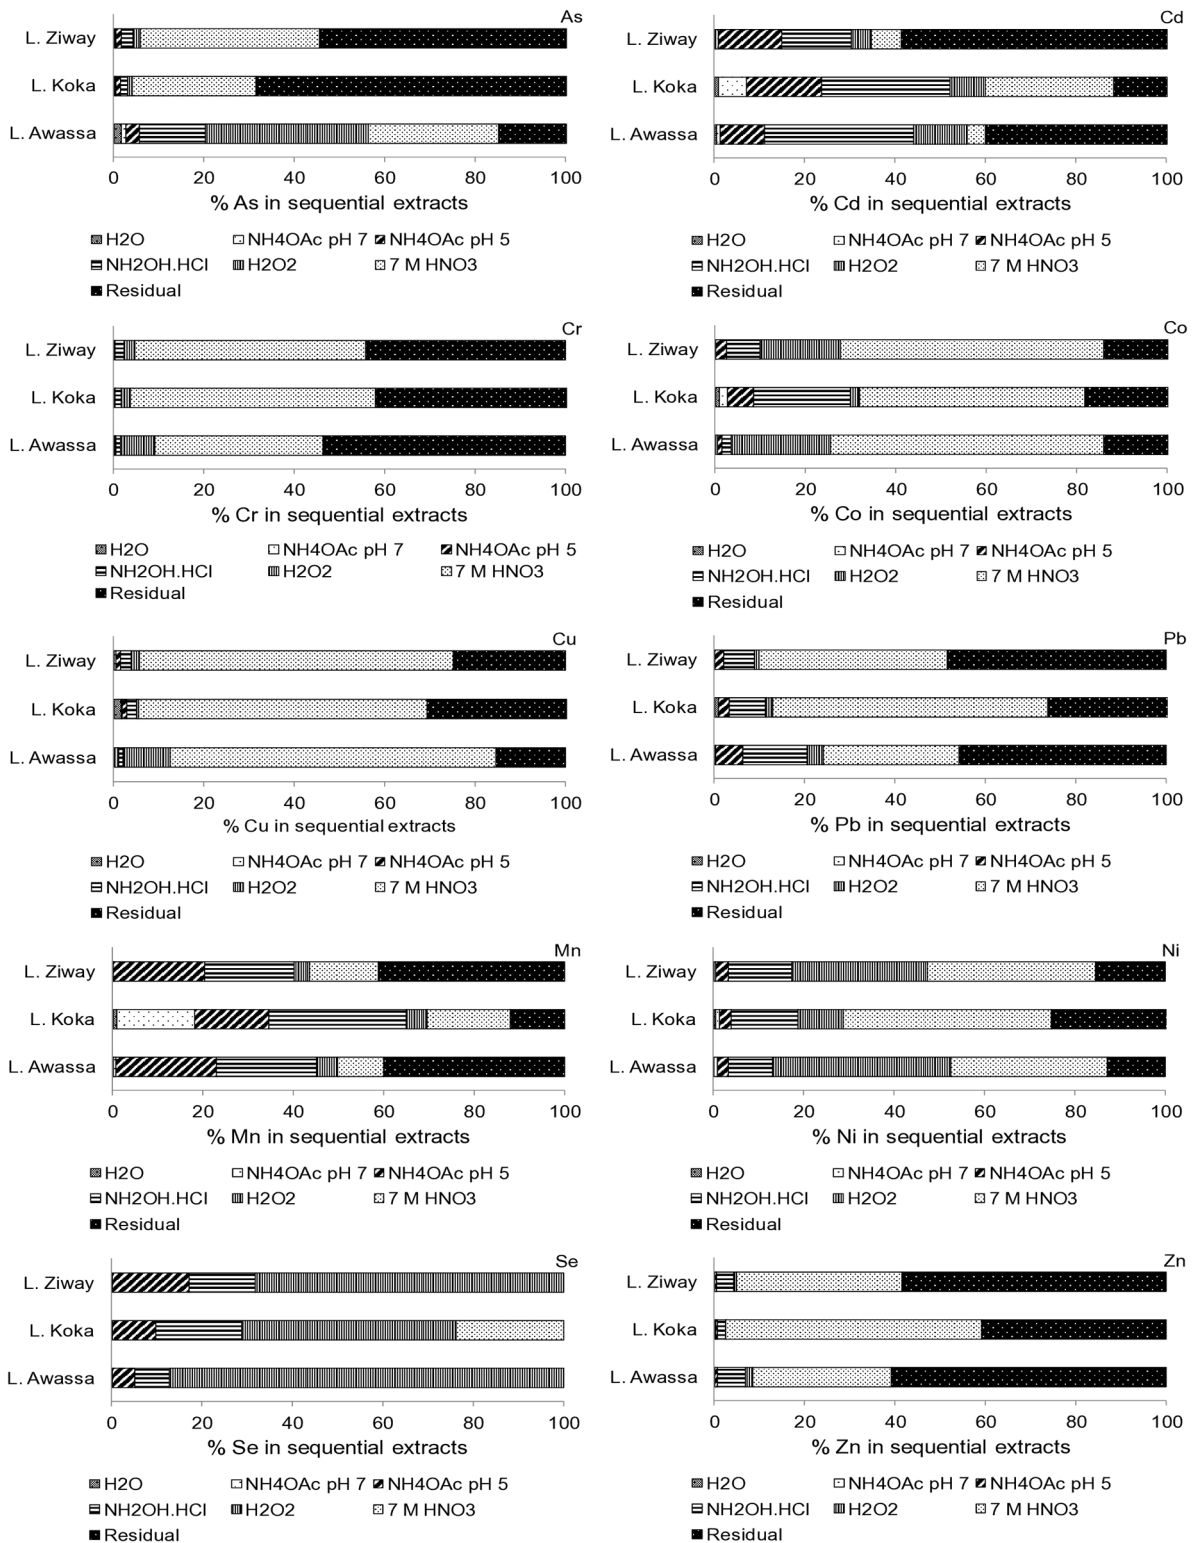 As
L. Ziway
L. Koka
L. Awassa
0 20 40 60 80 100
% As in sequential extracts
H2O NH4OAc pH 7 NH4OAc pH 5
NH2OH.HCl H2O2 7 M HNO3
Residual
Cd
L. Ziway
L. Koka
L. Awassa
0 20 40 60 80 100
% Cd in sequential extracts
H2O NH4OAc pH 7 NH4OAc pH 5
NH2OH.HCl H2O2 7 M HNO3
Residual
Cr
L. Ziway
L. Koka
L. Awassa
0 20 40 60 80 100
% Cr in sequential extracts
H2O NH4OAc pH 7 NH4OAc pH 5
NH2OH.HCl H2O2 7 M HNO3
Residual
Co
L. Ziway
L. Koka
L. Awassa
0 20 40 60 80 100
% Co in sequential extracts
H2O NH4OAc pH 7 NH4OAc pH 5
NH2OH.HCl H2O2 7 M HNO3
Residual
Cu
L. Ziway
L. Koka
L. Awassa
0 20 40 60 80 100
% Cu in sequential extracts
H2O NH4OAc pH 7 NH4OAc pH 5
NH2OH.HCl H2O2 7 M HNO3
Residual
Pb
L. Ziway
L. Koka
L. Awassa
0 20 40 60 80 100
% Pb in sequential extracts
H2O NH4OAc pH 7 NH4OAc pH 5
NH2OH.HCl H2O2 7 M HNO3
Residual
Mn
L. Ziway
L. Koka
L. Awassa
0 20 40 60 80 100
% Mn in sequential extracts
H2O NH4OAc pH 7 NH4OAc pH 5
NH2OH.HCl H2O2 7 M HNO3
Residual
Ni
L. Ziway
L. Koka
L. Awassa
0 20 40 60 80 100
% Ni in sequential extracts
H2O NH4OAc pH 7 NH4OAc pH 5
NH2OH.HCl H2O2 7 M HNO3
Residual
Se
L. Ziway
L. Koka
L. Awassa
0 20 40 60 80 100
% Se in sequential extracts
H2O NH4OAc pH 7 NH4OAc pH 5
NH2OH.HCl H2O2 7 M HNO3
Residual
Zn
L. Ziway
L. Koka
L. Awassa
0 20 40 60 80 100
% Zn in sequential extracts
H2O NH4OAc pH 7 NH4OAc pH 5
NH2OH.HCl H2O2 7 M HNO3
Residual